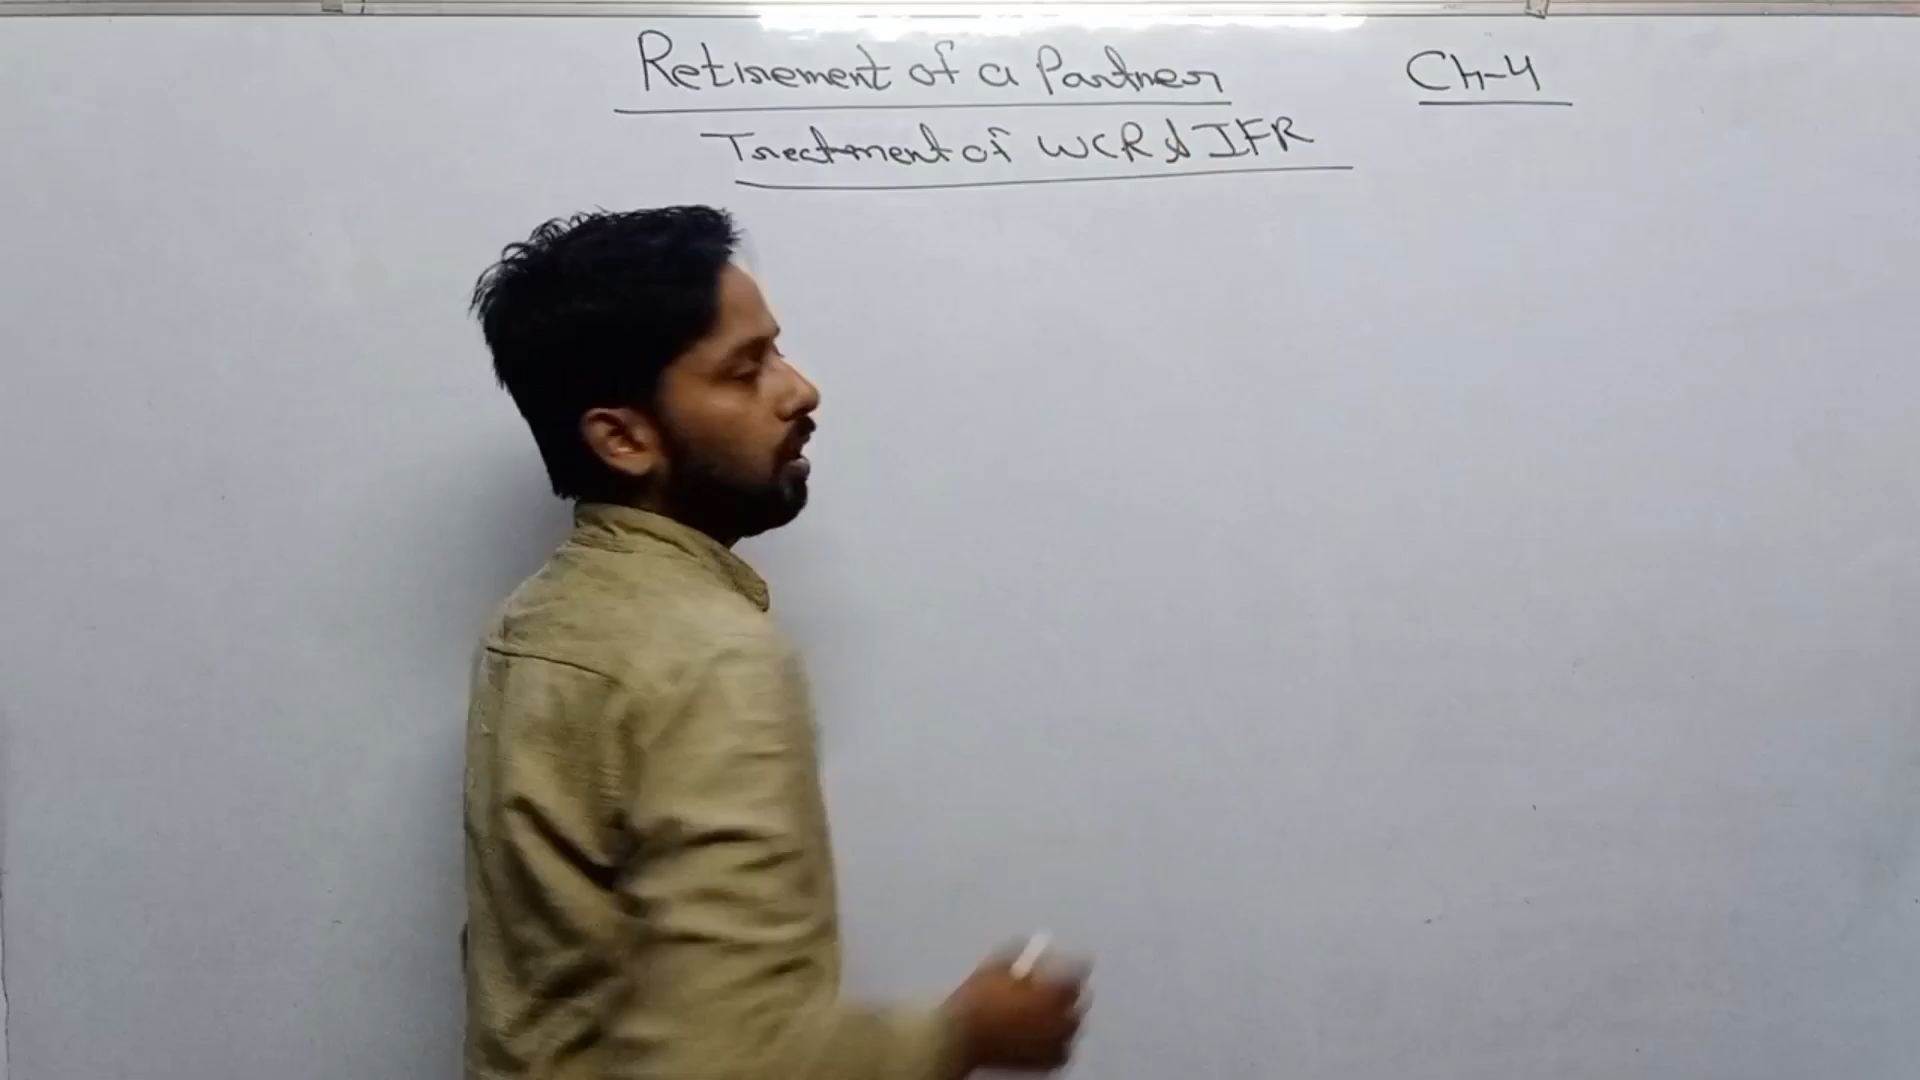 Retirement of a Partner
Ch-4
Treatment of WCR & IFR